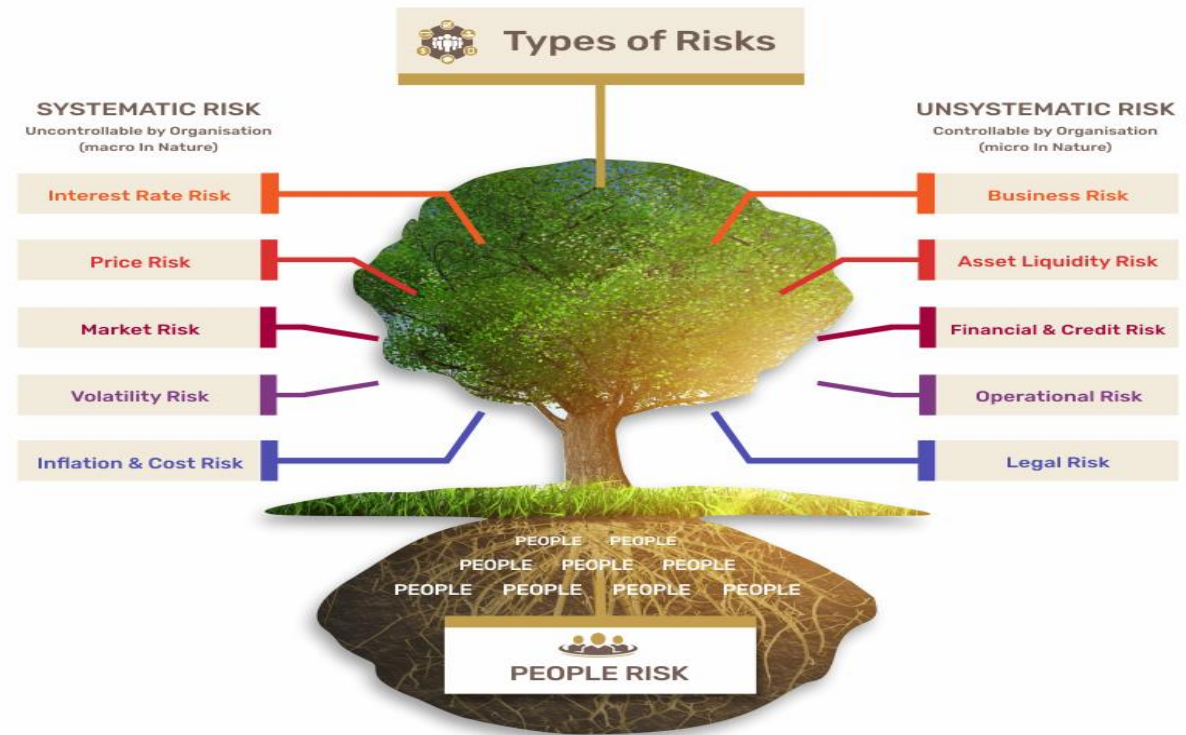 Types of Risks
SYSTEMATIC RISK
Uncontrollable by Organisation
(macro In Nature)
Interest Rate Risk
Price Risk
Market Risk
Volatility Risk
Inflation & Cost Risk
UNSYSTEMATIC RISK
Controllable by Organisation
(micro In Nature)
Business Risk
Asset Liquidity Risk
Financial & Credit Risk
Operational Risk
Legal Risk
PEOPLE PEOPLE
PEOPLE PEOPLE PEOPLE
PEOPLE PEOPLE PEOPLE PEOPLE
PEOPLE RISK